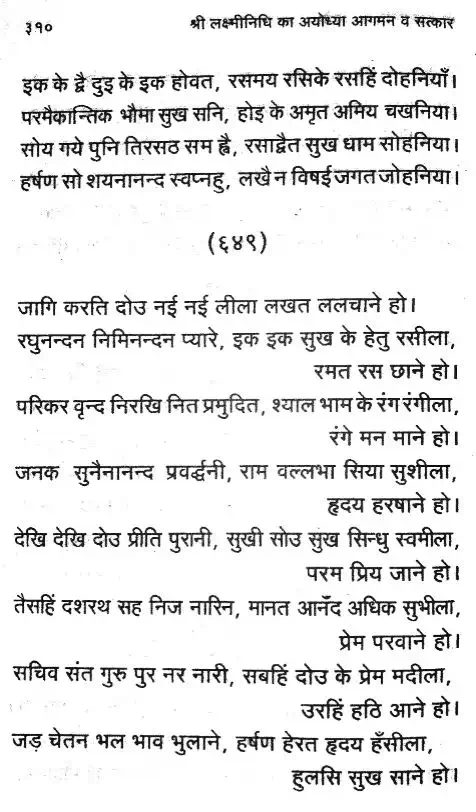 ३१०
श्री लक्ष्मीनिधि का अयोध्या आगमन व सत्कार
इक के द्वै दुइ के इक होवत, रसमय रसिके रसहिं दोहनियाँ।
परमैकान्तिक भौमा सुख सनि, होइ के अमृत अमिय चखनिया।
सोय गये पुनि तिरसठ सम ह्वै, रसाद्वैत सुख धाम सोहनिया।
हर्षण सो शयनानन्द स्वप्नहु, लखै न विषई जगत जोहनिया।
(६४९)
जागि करति दोउ नई नई लीला लखत ललचाने हो।
रघुनन्दन निमिनन्दन प्यारे, इक इक सुख के हेतु रसीला,
रमत रस छाने हो।
परिकर वृन्द निरखि नित प्रमुदित, श्याल भाम के रंग रंगीला,
रंगे मन माने हो।
जनक सुनैनानन्द प्रवर्द्धनी, राम वल्लभा सिया सुशीला,
हृदय हरषाने हो।
देखि देखि दोउ प्रीति पुरानी, सुखी सोउ सुख सिन्धु स्वमीला,
परम प्रिय जाने हो।
तैसहिं दशरथ सह निज नारिन, मानत आनँद अधिक सुभीला,
प्रेम परवाने हो।
सचिव संत गुरु पुर नर नारी, सबहिं दोउ के प्रेम मदीला,
उरहिं हठि आने हो।
जड़ चेतन भल भाव भुलाने, हर्षण हेरत हृदय हँसीला,
हुलसि सुख साने हो।